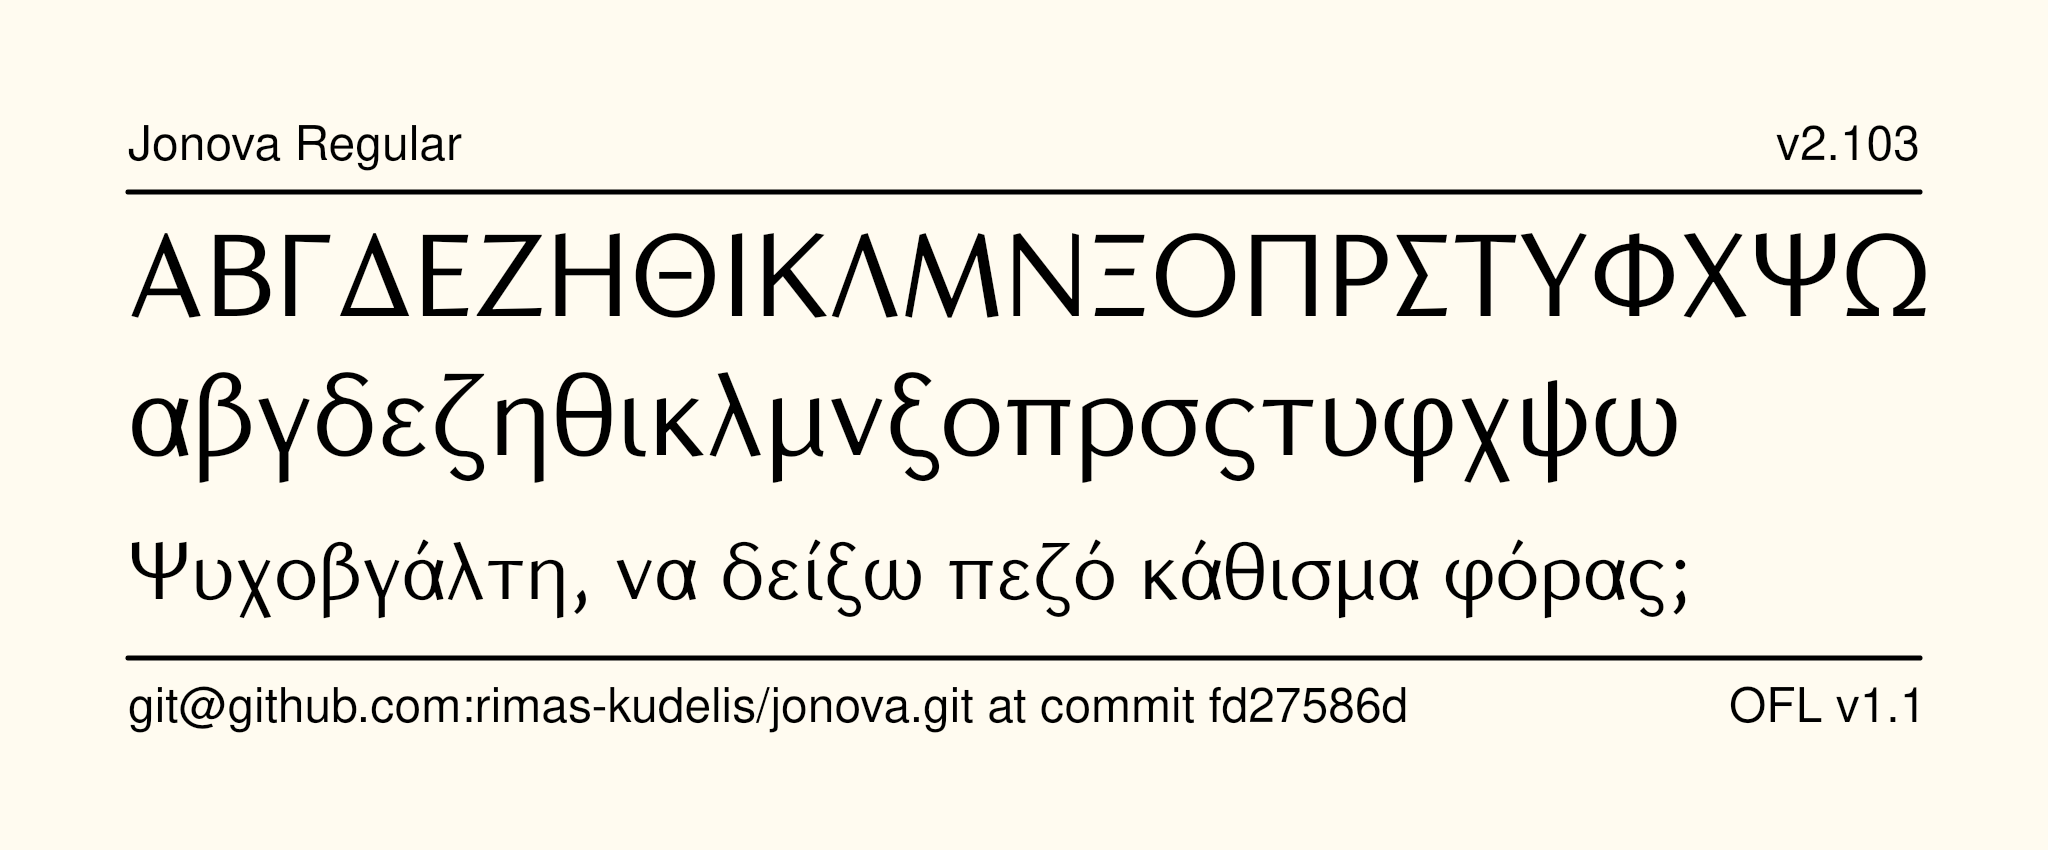 Jonova Regular v2.103
ΑΒΓΔΕΖΗΘΙΚΛΜΝΞΟΠΡΣΤΥΦΧΨΩ
αβγδεζηθικλμνξοπρσςτυφχψω
Ψυχοβγάλτη, να δείξω πεζό κάθισμα φόρας;
git@github.com:rimas-kudelis/jonova.git at commit fd27586d OFL v1.1